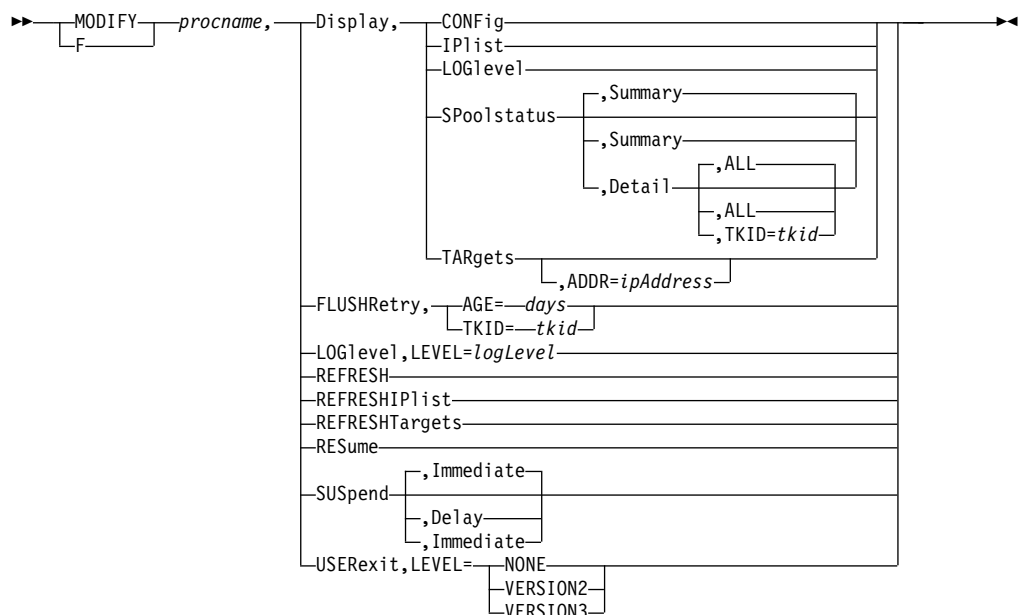 MODIFY procname, Display, CONFig
F IPlist
LOGlevel
,Summary
SPoolstatus
,Summary
,ALL
,Detail
,ALL
,TKID=tkid
TARgets
,ADDR=ipAddress
FLUSHRetry, AGE= days
TKID= tkid
LOGlevel,LEVEL=logLevel
REFRESH
REFRESHIPlist
REFRESHTargets
RESume
,Immediate
SUSpend
,Delay
,Immediate
USERexit,LEVEL= NONE
VERSION2
VERSION3